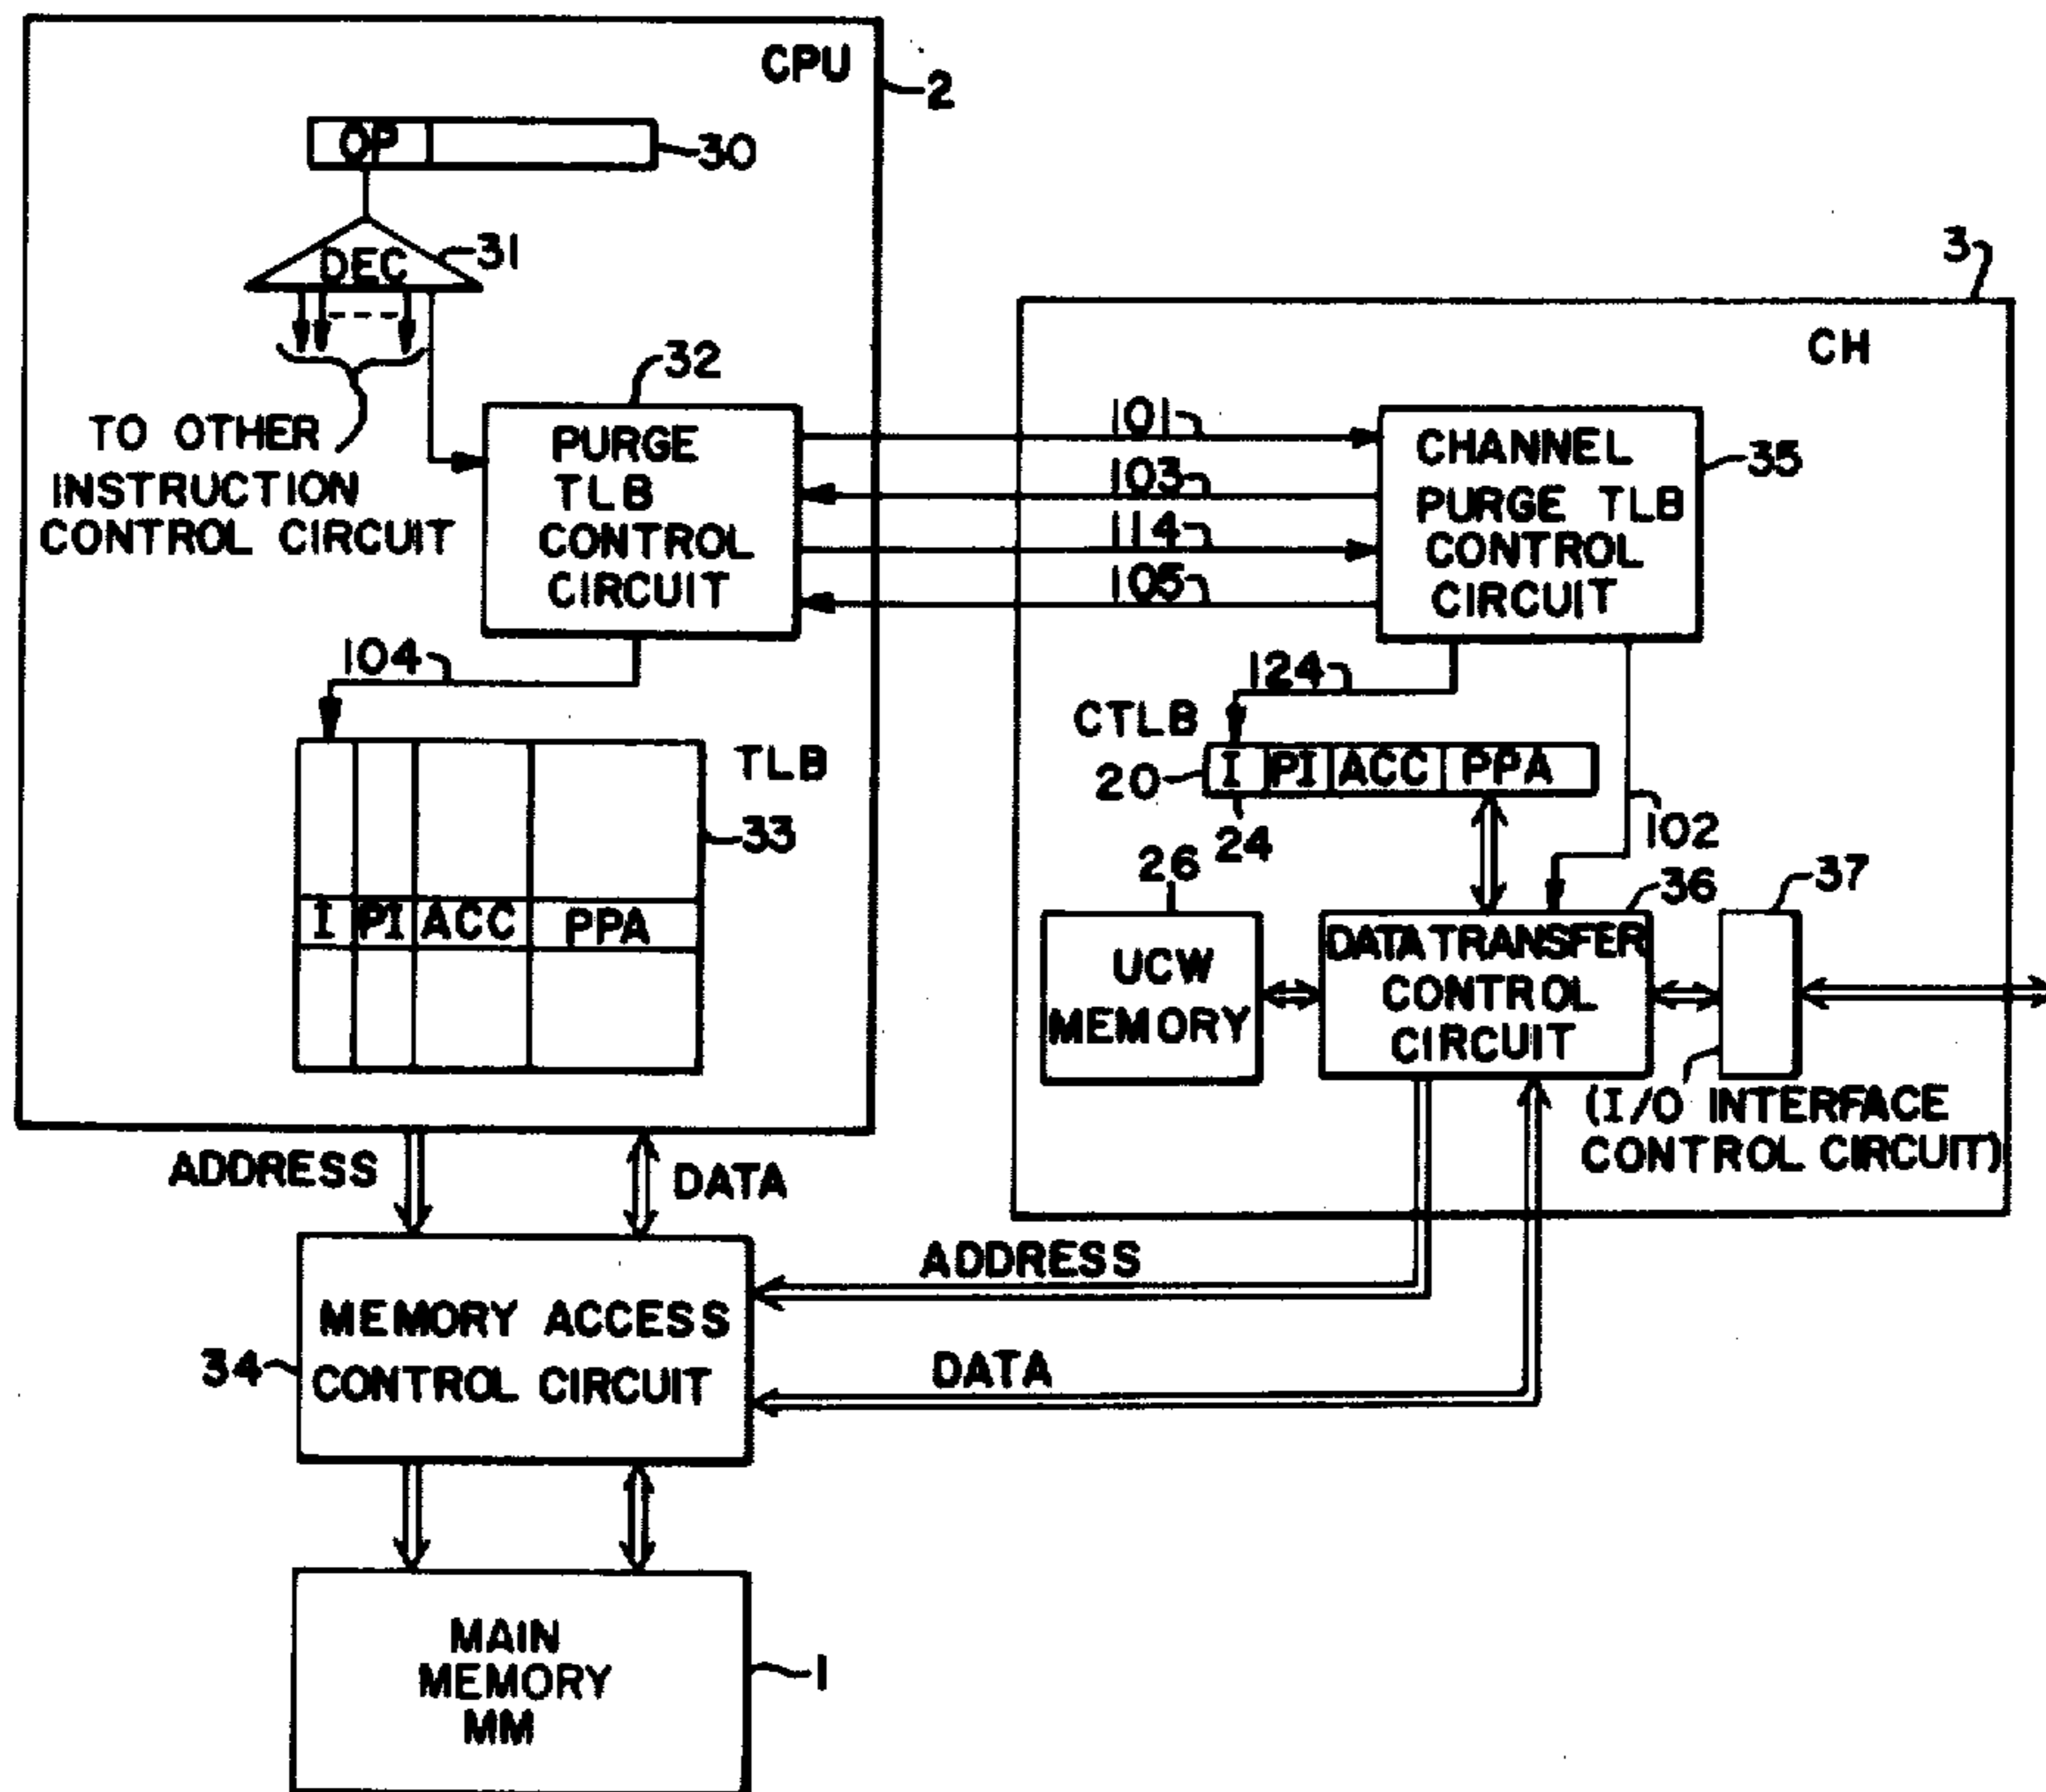 CPU
2
OP
30
DEC
31
TO OTHER
INSTRUCTION
CONTROL CIRCUIT
32
PURGE
TLB
CONTROL
CIRCUIT
104
TLB
33
I PI ACC PPA
3
CH
101
103
114
105
CHANNEL
PURGE TLB
CONTROL
CIRCUIT
35
124
CTLB
20
I PI ACC PPA
24
102
26
UCW
MEMORY
36
DATA TRANSFER
CONTROL
CIRCUIT
37
(I/O INTERFACE
CONTROL CIRCUIT)
ADDRESS
DATA
ADDRESS
DATA
34
MEMORY ACCESS
CONTROL CIRCUIT
MAIN
MEMORY
MM
1